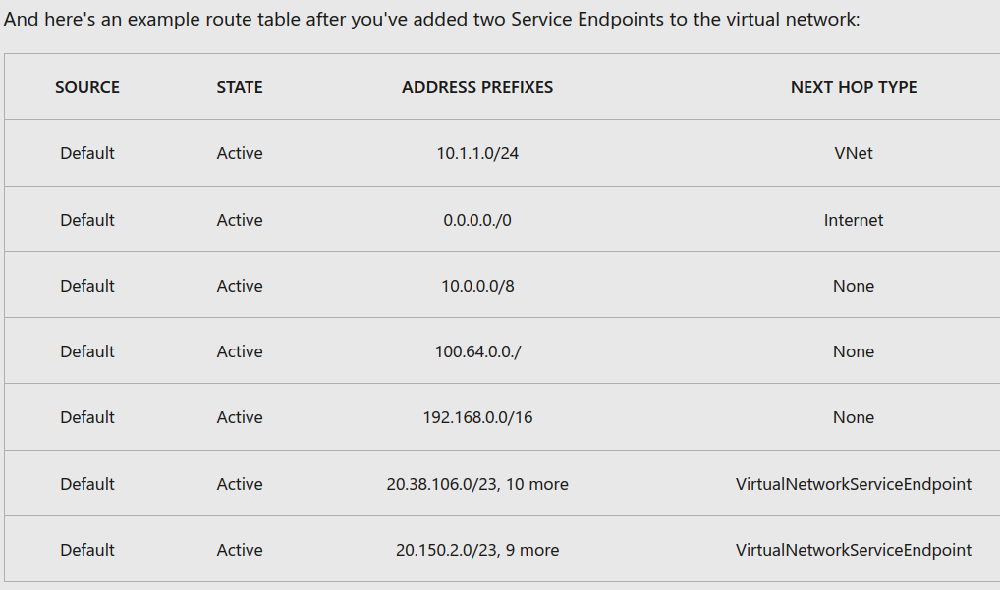 And here's an example route table after you've added two Service Endpoints to the virtual network:
SOURCE STATE ADDRESS PREFIXES NEXT HOP TYPE
Default Active 10.1.1.0/24 VNet
Default Active 0.0.0.0./0 Internet
Default Active 10.0.0.0/8 None
Default Active 100.64.0.0./ None
Default Active 192.168.0.0/16 None
Default Active 20.38.106.0/23, 10 more VirtualNetworkServiceEndpoint
Default Active 20.150.2.0/23, 9 more VirtualNetworkServiceEndpoint